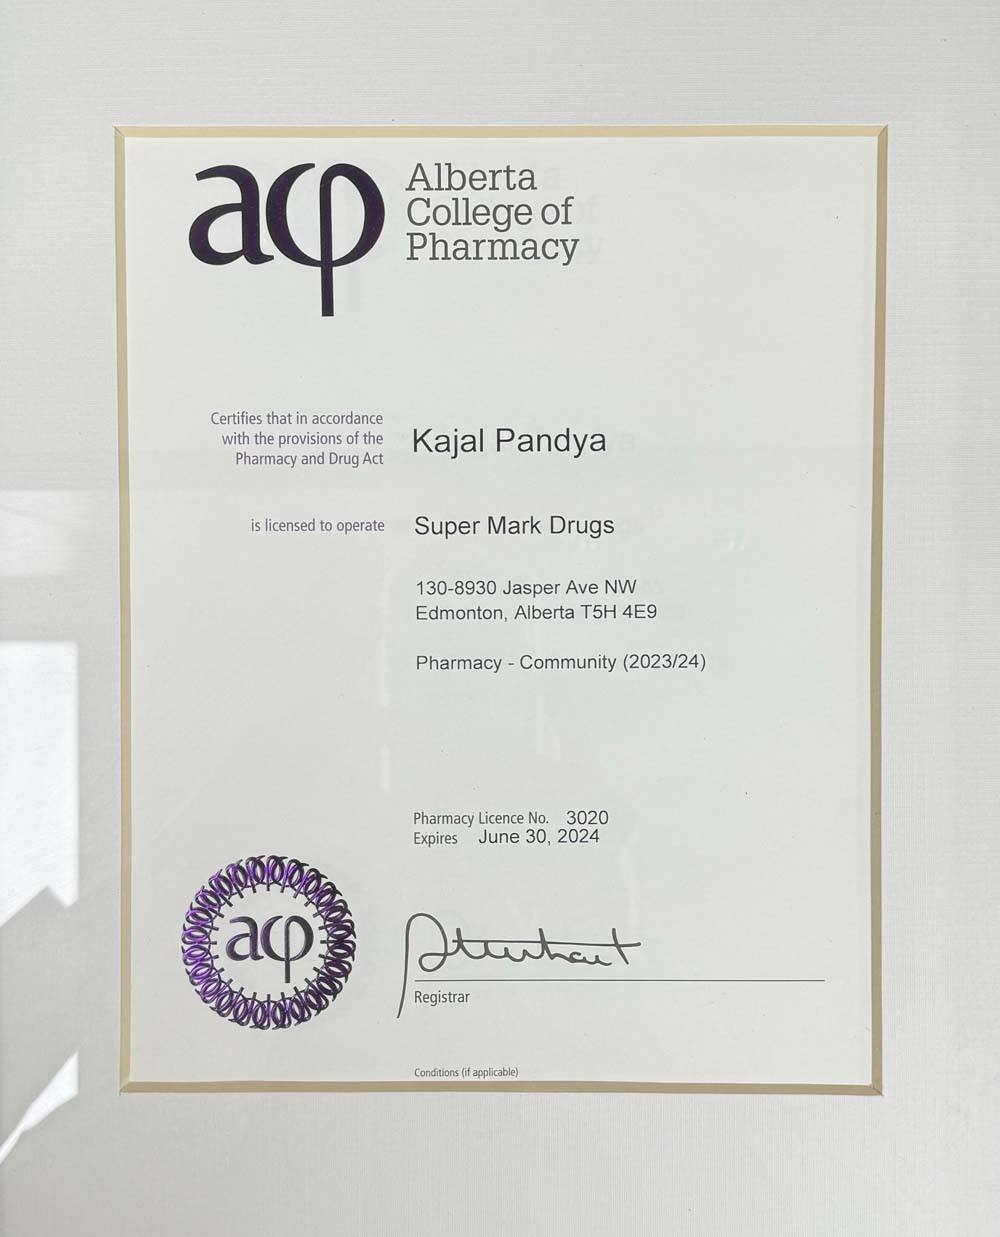 acp
Alberta
College of
Pharmacy
Certifies that in accordance
with the provisions of the
Pharmacy and Drug Act
Kajal Pandya
is licensed to operate
Super Mark Drugs
130-8930 Jasper Ave NW
Edmonton, Alberta T5H 4E9
Pharmacy - Community (2023/24)
Pharmacy Licence No. 3020
Expires June 30, 2024
acp
Registrar
Conditions (if applicable)